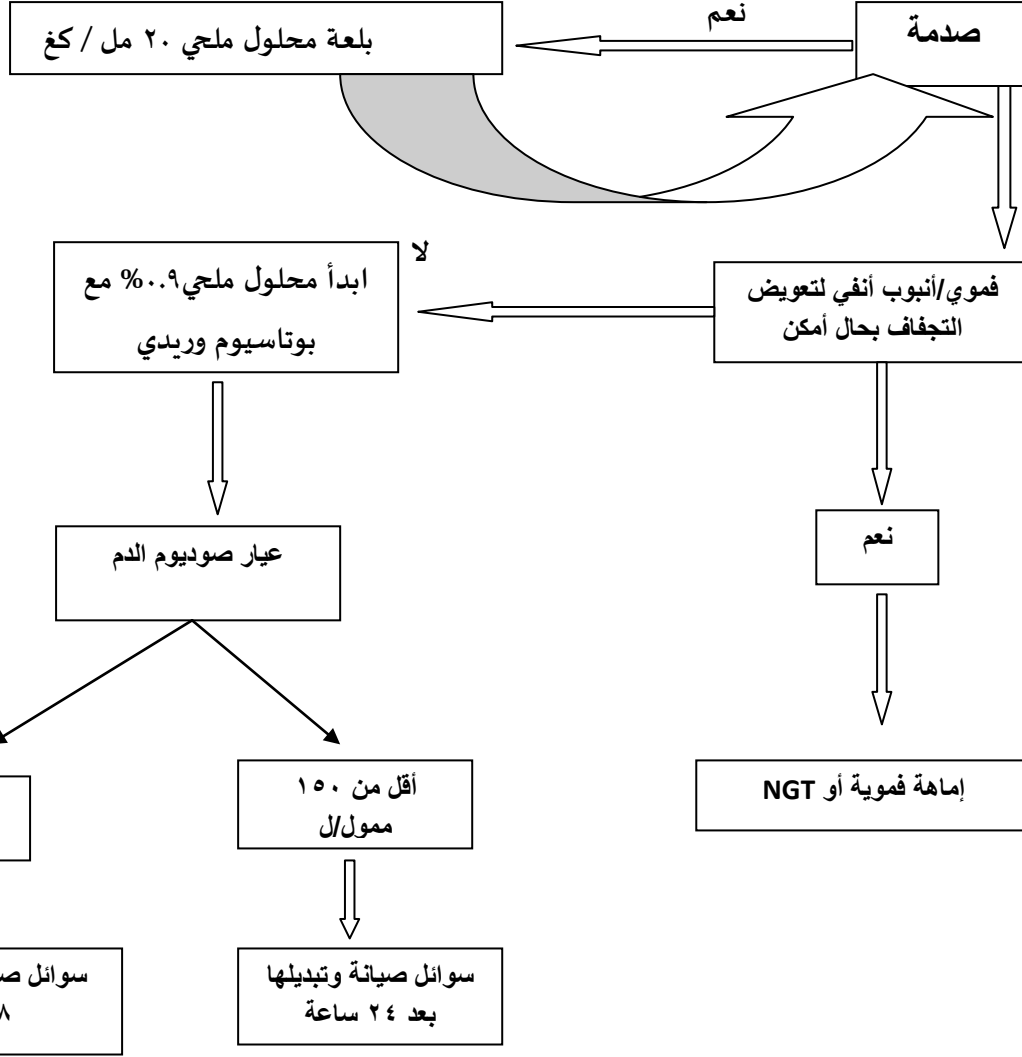 صدمة
نعم
بلعة محلول ملحي ٢٠ مل / كغ
فموي/أنبوب أنفي لتعويض
التجفاف بحال أمكن
لا
ابدأ محلول ملحي٠.٩% مع
بوتاسيوم وريدي
نعم
عيار صوديوم الدم
إماهة فموية أو NGT
أقل من ١٥٠
ممول/ل
سوائل صيانة وتبديلها
بعد ٢٤ ساعة
سوائل
٨